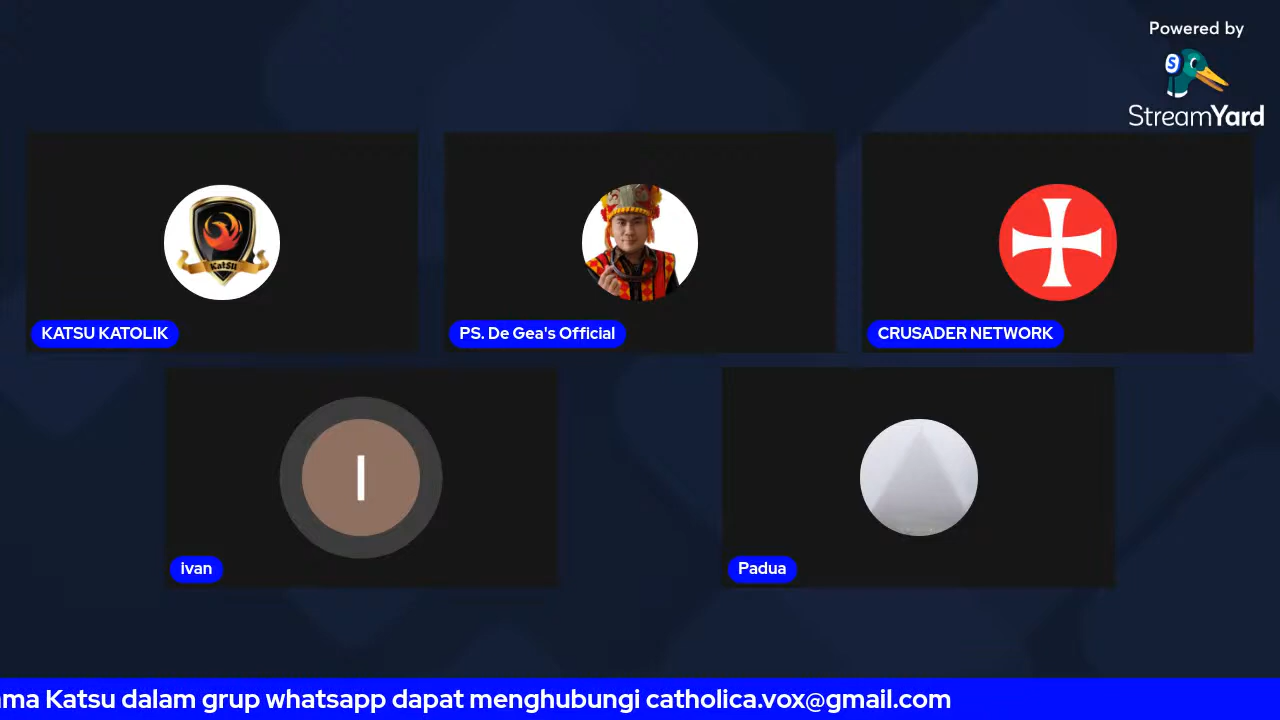 Powered by
S
StreamYard
KatSU
KATSU KATOLIK
PS. De Gea's Official
CRUSADER NETWORK
I
ivan
Padua
Katsu dalam grup whatsapp dapat menghubungi catholica.vox@gmail.com